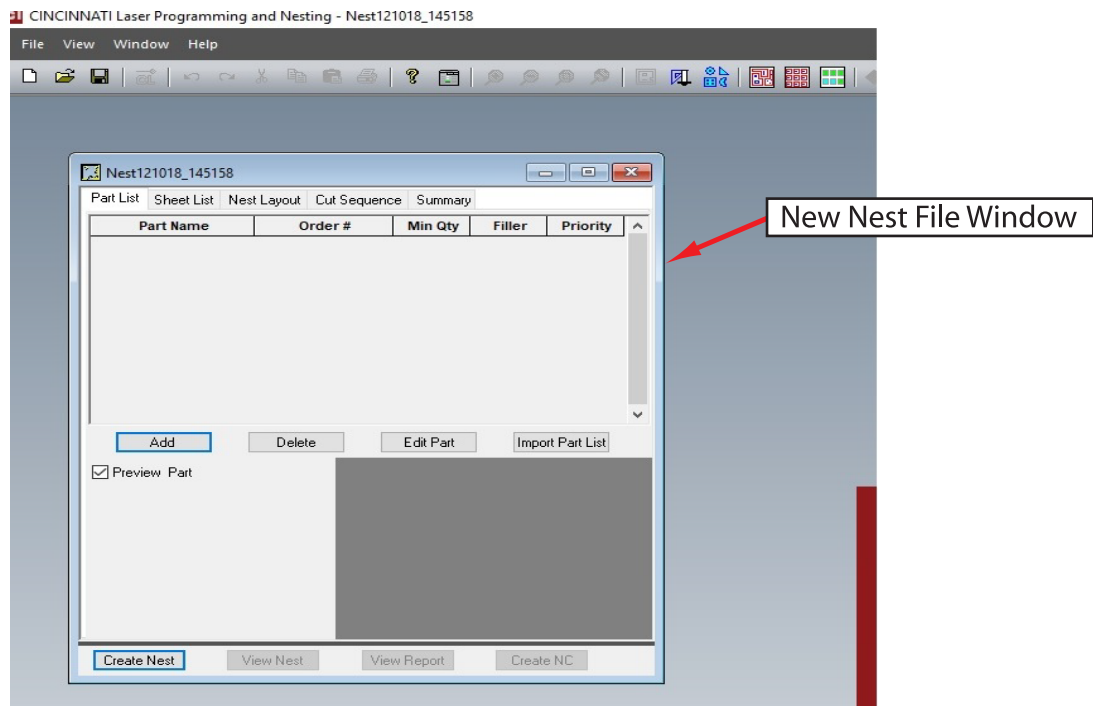 CINCINNATI Laser Programming and Nesting - Nest121018_145158
File View Window Help
Nest121018_145158
Part List Sheet List Nest Layout Cut Sequence Summary
Part Name Order # Min Qty Filler Priority
New Nest File Window
Add Delete Edit Part Import Part List
Preview Part
Create Nest View Nest View Report Create NC